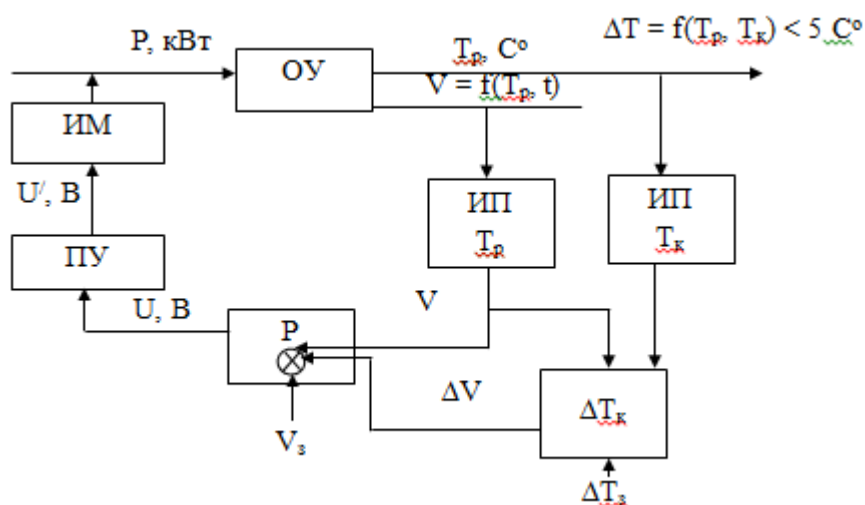 P, кВт
ОУ
Tр, C°
V = f(Tр, t)
ΔT = f(Tр, Tк) < 5 C°
ИМ
U/, В
ПУ
U, В
ИП
Tр
ИП
Tк
V
Р
ΔV
Vз
ΔTк
ΔTз